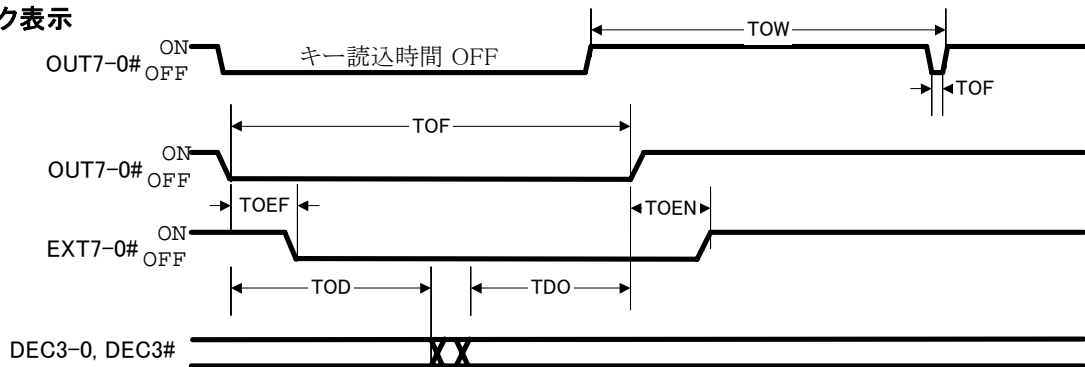 ク表示
TOW
ON
OUT7-0# OFF
キー読込時間 OFF
TOF
TOF
ON
OUT7-0# OFF
TOEF
TOEN
ON
EXT7-0# OFF
TOD
TDO
DEC3-0, DEC3#